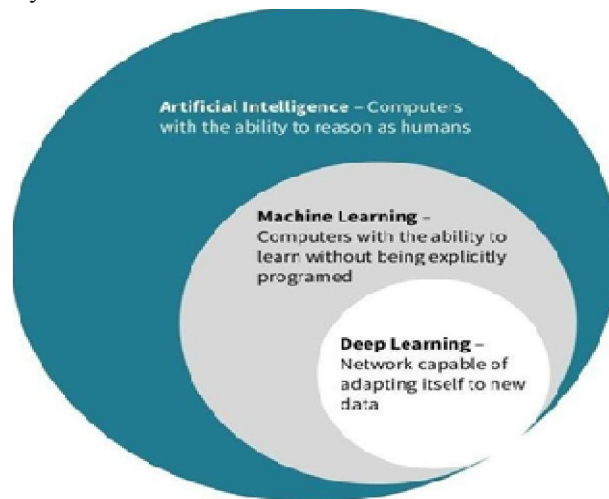 Artificial Intelligence – Computers
with the ability to reason as humans
Machine Learning –
Computers with the ability to
learn without being explicitly
programed
Deep Learning –
Network capable of
adapting itself to new
data